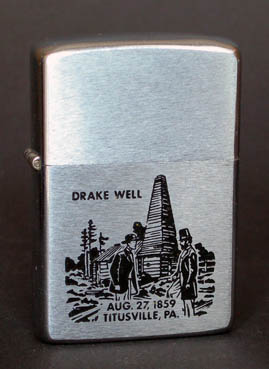 DRAKE WELL
AUG. 27, 1859
TITUSVILLE, PA.